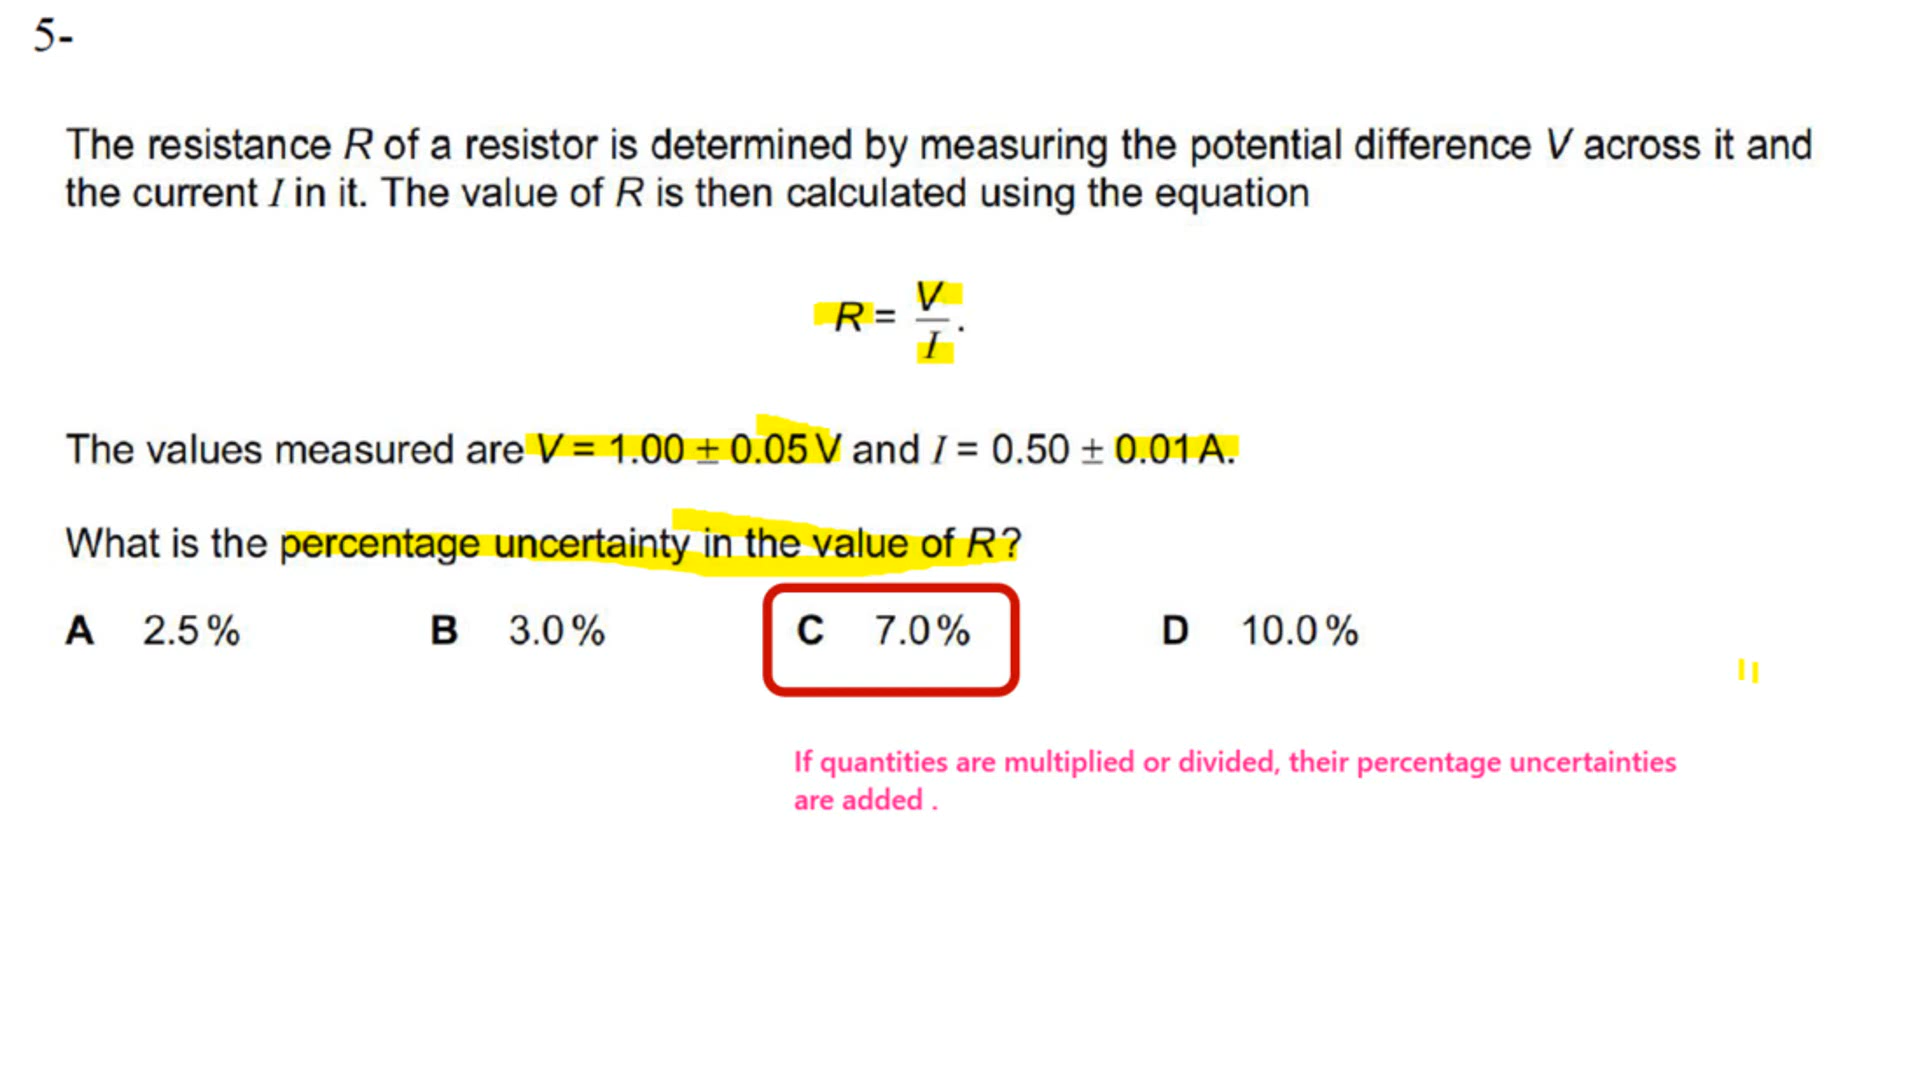 5-
The resistance R of a resistor is determined by measuring the potential difference V across it and
the current I in it. The value of R is then calculated using the equation
R = V/I.
The values measured are V = 1.00 ± 0.05 V and I = 0.50 ± 0.01 A.
What is the percentage uncertainty in the value of R?
A 2.5 % B 3.0 % C 7.0 % D 10.0 %
If quantities are multiplied or divided, their percentage uncertainties
are added .